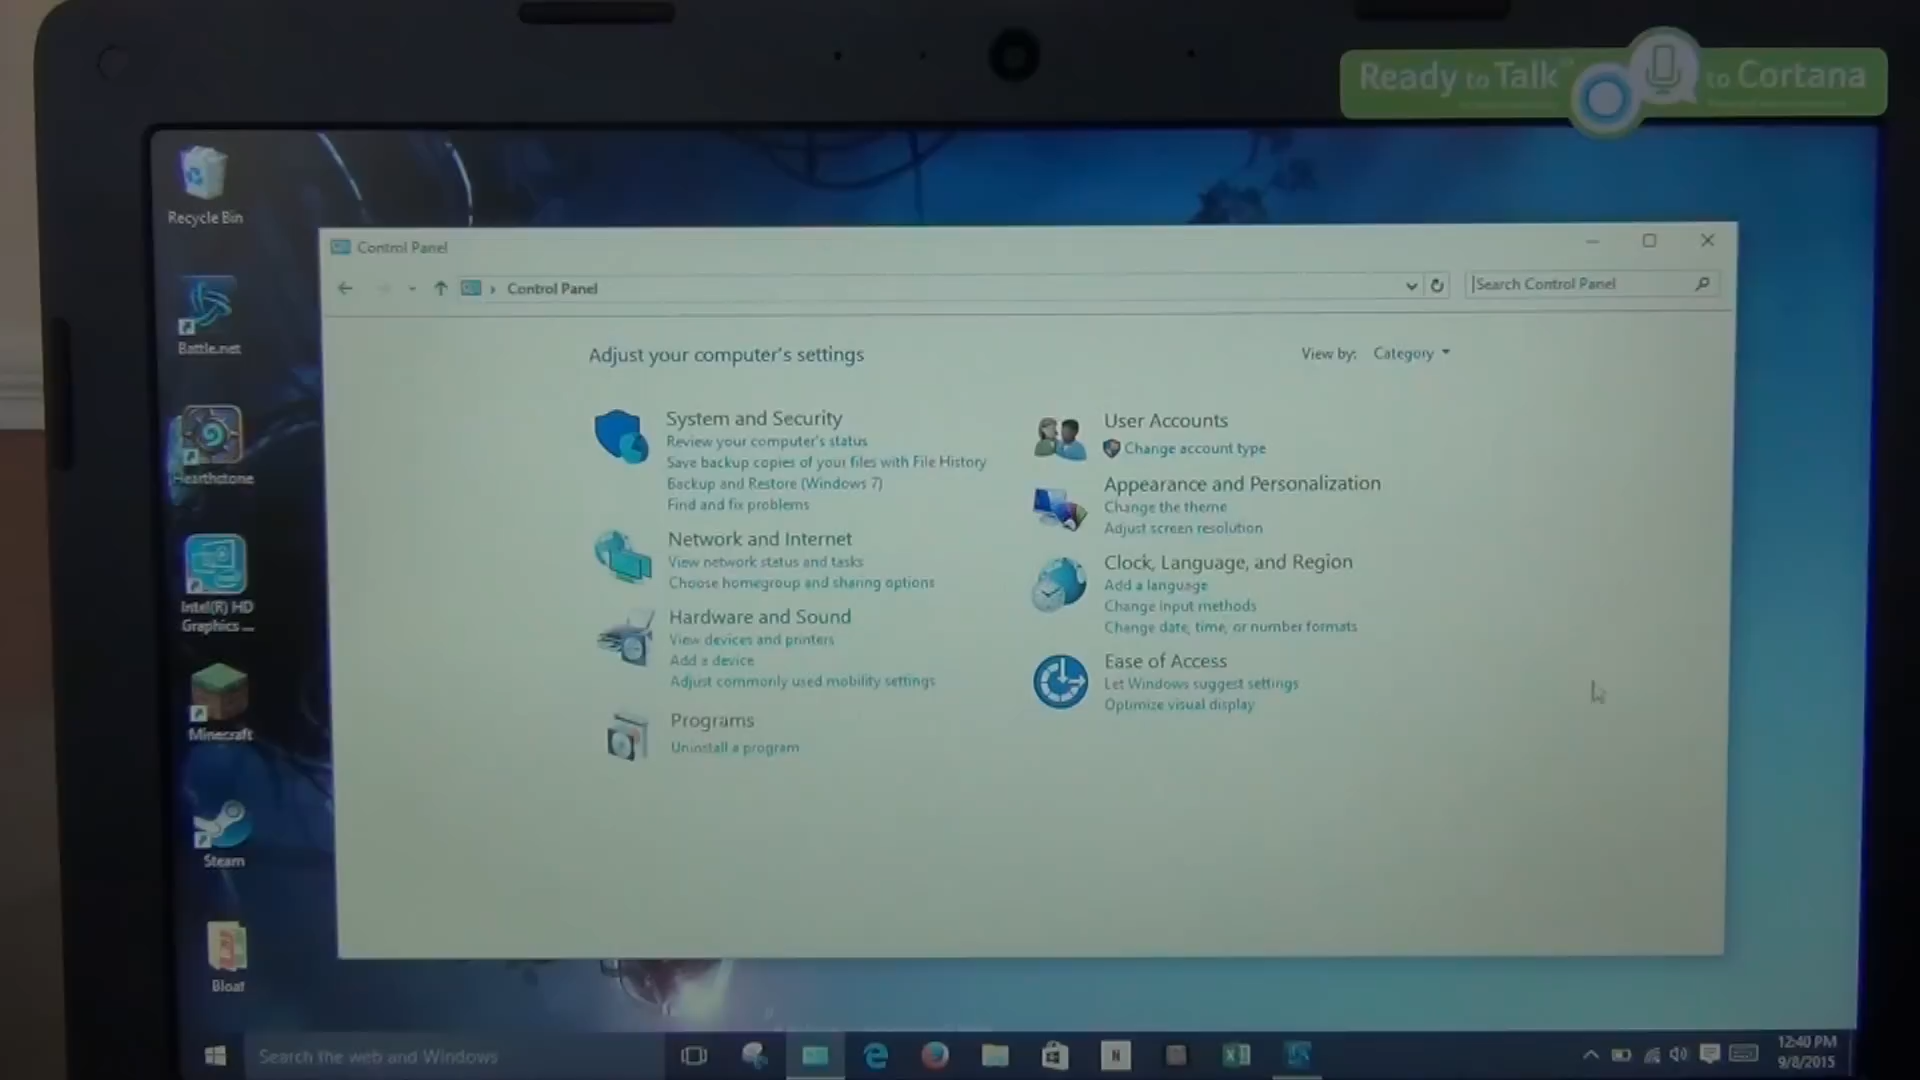 Ready to Talk to Cortana
Recycle Bin
Battle.net
Hearthstone
Intel(R) HD
Graphics ...
Minecraft
Steam
Bloat
Control Panel
Control Panel
Search Control Panel
Adjust your computer's settings
View by: Category
System and Security
Review your computer's status
Save backup copies of your files with File History
Backup and Restore (Windows 7)
Find and fix problems
Network and Internet
View network status and tasks
Choose homegroup and sharing options
Hardware and Sound
View devices and printers
Add a device
Adjust commonly used mobility settings
Programs
Uninstall a program
User Accounts
Change account type
Appearance and Personalization
Change the theme
Adjust screen resolution
Clock, Language, and Region
Add a language
Change input methods
Change date, time, or number formats
Ease of Access
Let Windows suggest settings
Optimize visual display
Search the web and Windows
N
12:40 PM
9/8/2015